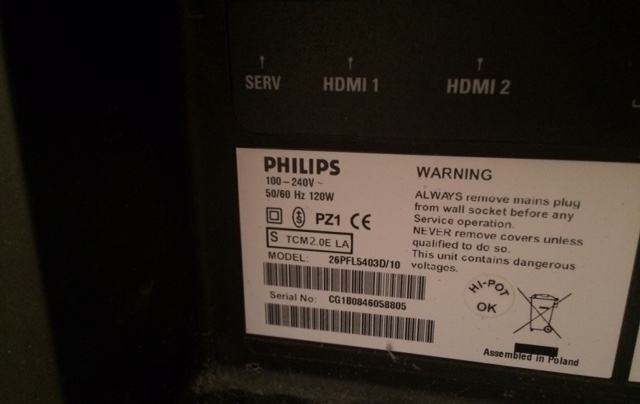 SERV HDMI 1 HDMI 2
PHILIPS
100-240V ~
50/60 Hz 120W
S PZ1 CE
S TCM2.0E LA
MODEL: 26PFL5403D/10
Serial No: CG1B0846058805
WARNING
ALWAYS remove mains plug
from wall socket before any
Service operation.
NEVER remove covers unless
qualified to do so.
This unit contains dangerous
voltages.
HI-POT
OK
Assembled in Poland